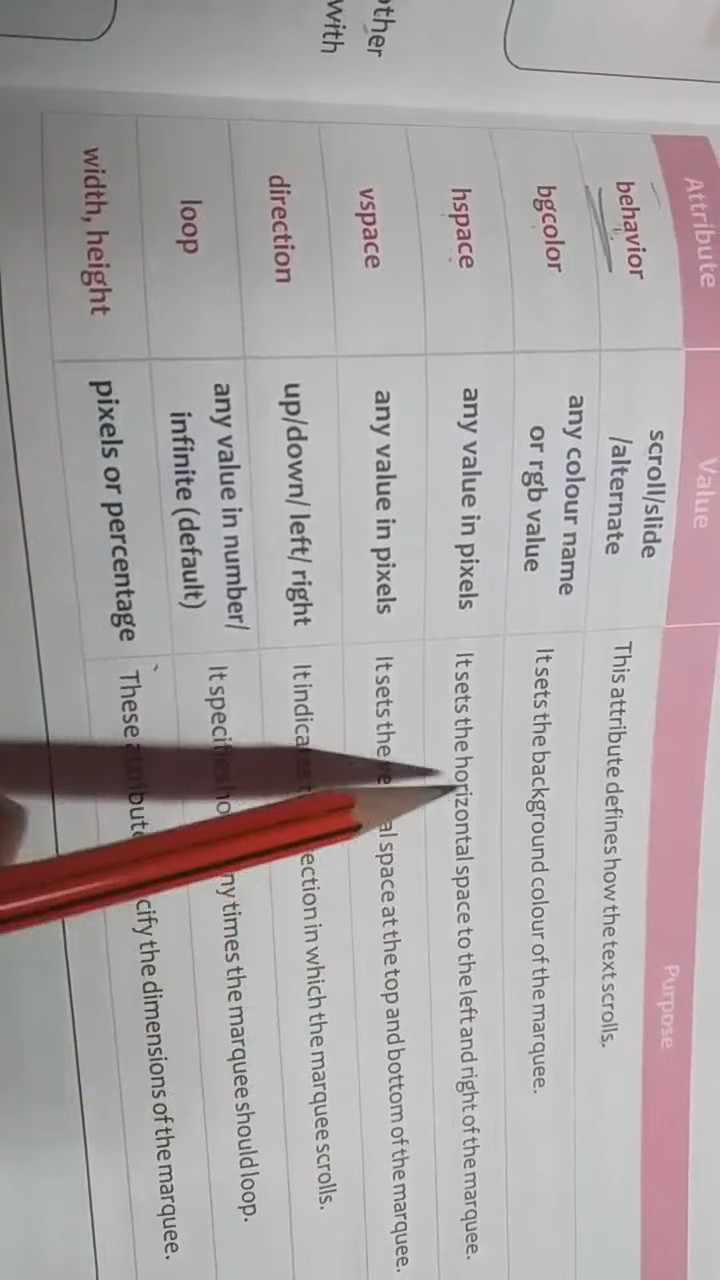 other
with
Attribute Value Purpose
behavior scroll/slide /alternate This attribute defines how the text scrolls.
bgcolor any colour name or rgb value It sets the background colour of the marquee.
hspace any value in pixels It sets the horizontal space to the left and right of the marquee.
vspace any value in pixels It sets the al space at the top and bottom of the marquee.
direction up/down/ left/ right It in which the marquee scrolls.
loop any value in number/ infinite (default) It times the marquee should loop.
width, height pixels or percentage These the dimensions of the marquee.